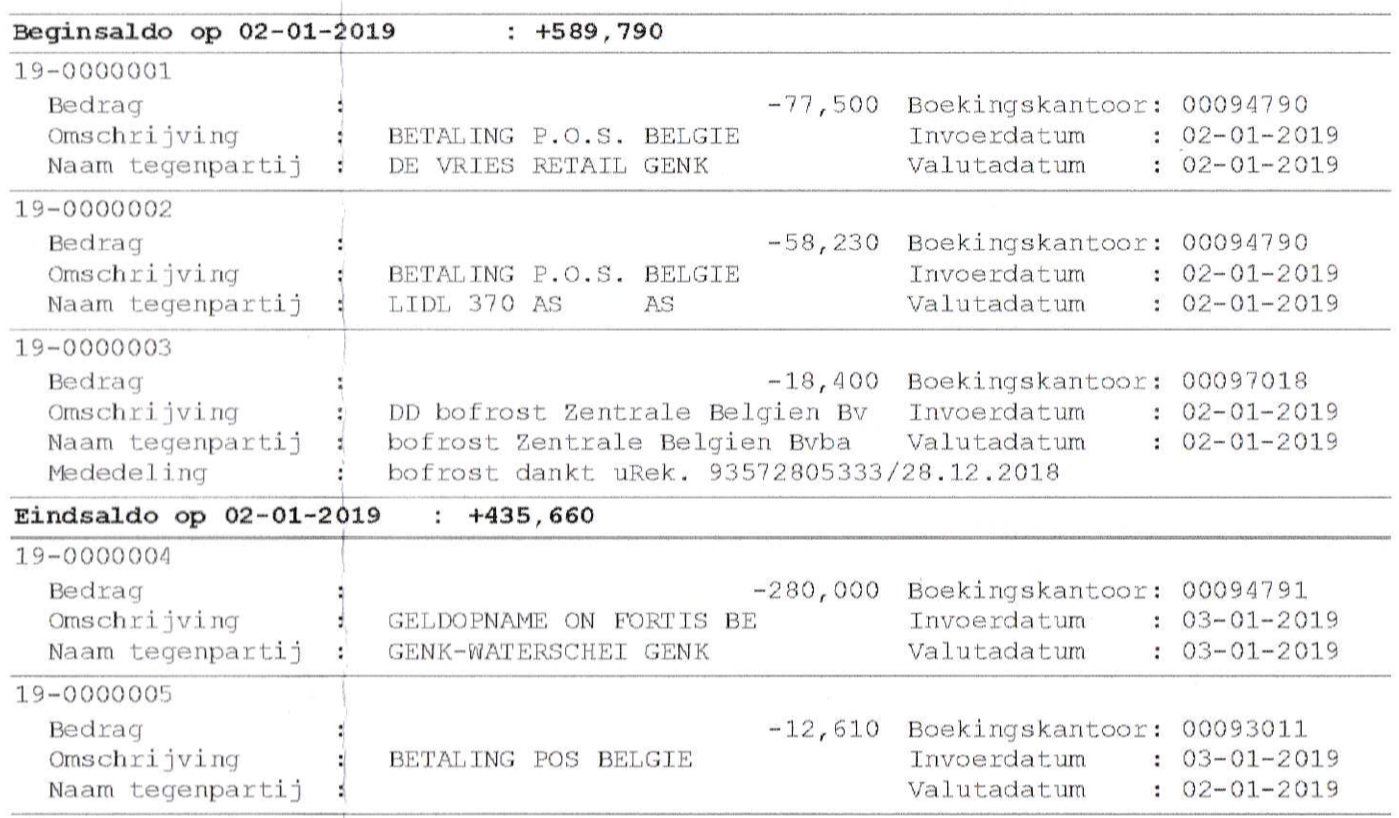 Beginsaldo op 02-01-2019 : +589,790
19-0000001
Bedrag : -77,500 Boekingskantoor: 00094790
Omschrijving : BETALING P.O.S. BELGIE Invoerdatum : 02-01-2019
Naam tegenpartij : DE VRIES RETAIL GENK Valutadatum : 02-01-2019
19-0000002
Bedrag : -58,230 Boekingskantoor: 00094790
Omschrijving : BETALING P.O.S. BELGIE Invoerdatum : 02-01-2019
Naam tegenpartij : LIDL 370 AS AS Valutadatum : 02-01-2019
19-0000003
Bedrag : -18,400 Boekingskantoor: 00097018
Omschrijving : DD bofrost Zentrale Belgien Bv Invoerdatum : 02-01-2019
Naam tegenpartij : bofrost Zentrale Belgien Bvba Valutadatum : 02-01-2019
Mededeling : bofrost dankt uRek. 93572805333/28.12.2018
Eindsaldo op 02-01-2019 : +435,660
19-0000004
Bedrag : -280,000 Boekingskantoor: 00094791
Omschrijving : GELDOPNAME ON FORTIS BE Invoerdatum : 03-01-2019
Naam tegenpartij : GENK-WATERSCHEI GENK Valutadatum : 03-01-2019
19-0000005
Bedrag : -12,610 Boekingskantoor: 00093011
Omschrijving : BETALING POS BELGIE Invoerdatum : 03-01-2019
Naam tegenpartij : Valutadatum : 02-01-2019